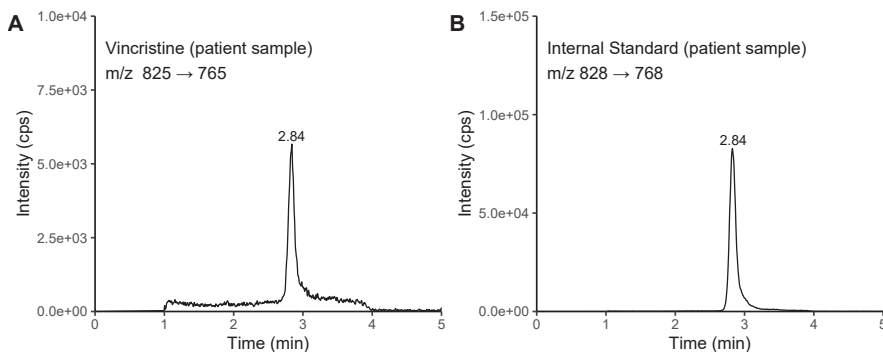 A
Vincristine (patient sample)
m/z 825 → 765
2.84
1.0e+04
7.5e+03
5.0e+03
2.5e+03
0.0e+00
Intensity (cps)
0 1 2 3 4 5
Time (min)
B
Internal Standard (patient sample)
m/z 828 → 768
2.84
1.5e+05
1.0e+05
5.0e+04
0.0e+00
Intensity (cps)
0 1 2 3 4 5
Time (min)